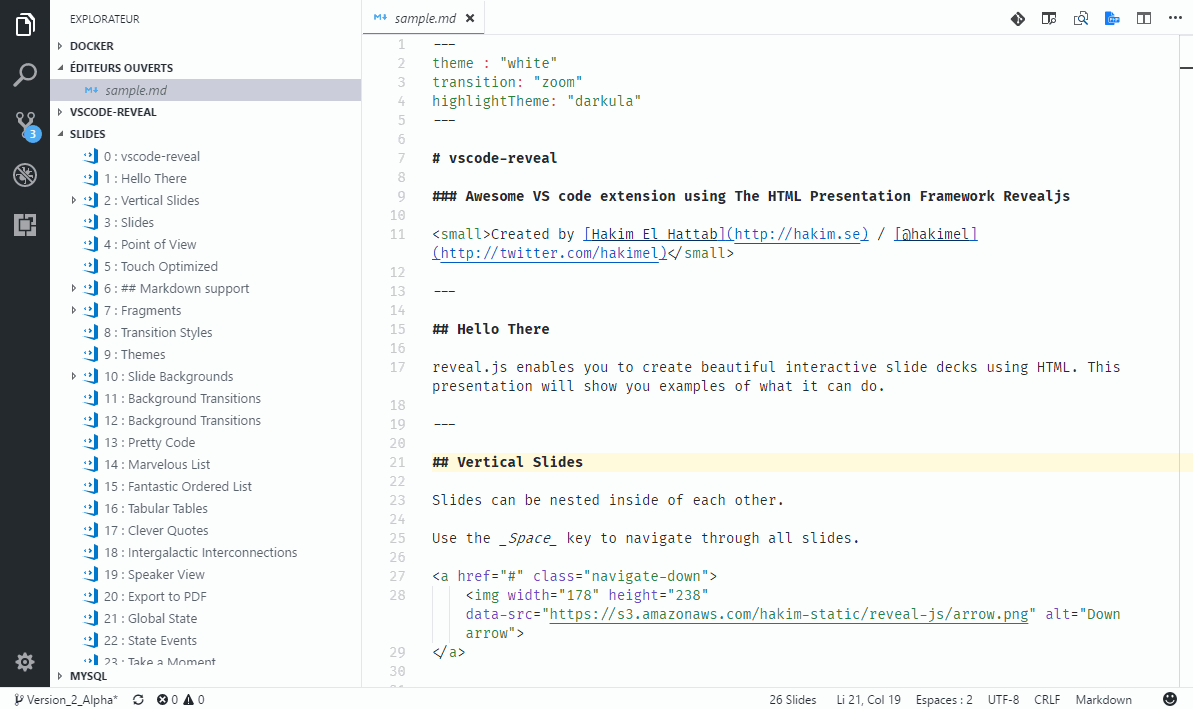 EXPLORATEUR
DOCKER
ÉDITEURS OUVERTS
M↓ sample.md
VSCODE-REVEAL
SLIDES
0 : vscode-reveal
1 : Hello There
2 : Vertical Slides
3 : Slides
4 : Point of View
5 : Touch Optimized
6 : ## Markdown support
7 : Fragments
8 : Transition Styles
9 : Themes
10 : Slide Backgrounds
11 : Background Transitions
12 : Background Transitions
13 : Pretty Code
14 : Marvelous List
15 : Fantastic Ordered List
16 : Tabular Tables
17 : Clever Quotes
18 : Intergalactic Interconnections
19 : Speaker View
20 : Export to PDF
21 : Global State
22 : State Events
23 : Take a Moment
MYSQL
3
M↓ sample.md ×
1 ---
2 theme : "white"
3 transition: "zoom"
4 highlightTheme: "darkula"
5 ---
6
7 # vscode-reveal
8
9 ### Awesome VS code extension using The HTML Presentation Framework Revealjs
10
11 <small>Created by [Hakim El Hattab](http://hakim.se) / [@hakimel]
(http://twitter.com/hakimel)</small>
12
13 ---
14
15 ## Hello There
16
17 reveal.js enables you to create beautiful interactive slide decks using HTML. This
presentation will show you examples of what it can do.
18
19 ---
20
21 ## Vertical Slides
22
23 Slides can be nested inside of each other.
24
25 Use the _Space_ key to navigate through all slides.
26
27 <a href="#" class="navigate-down">
28 <img width="178" height="238"
data-src="https://s3.amazonaws.com/hakim-static/reveal-js/arrow.png" alt="Down
arrow">
29 </a>
30
Version_2_Alpha* 0 0 26 Slides Li 21, Col 19 Espaces : 2 UTF-8 CRLF Markdown